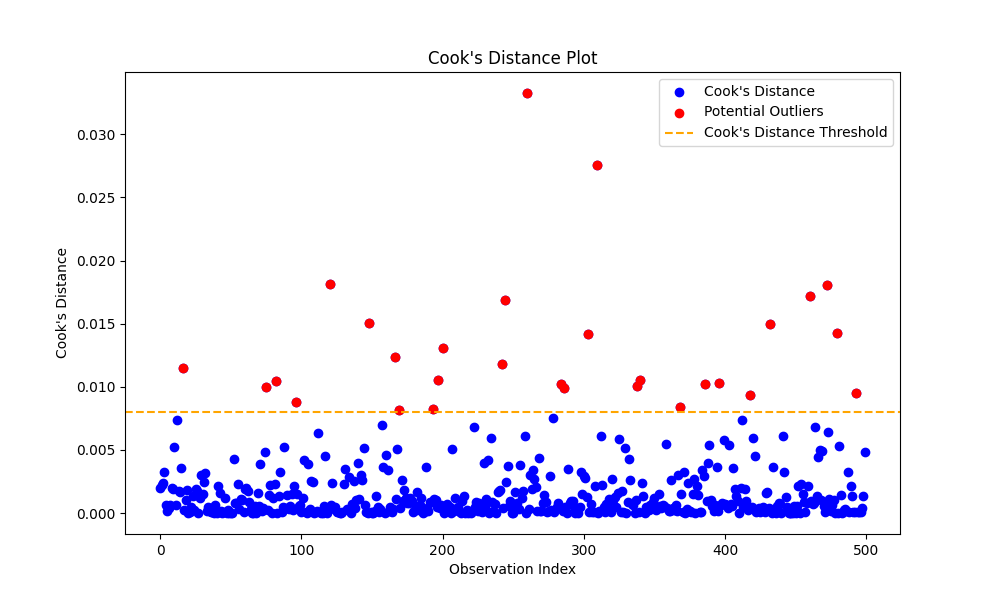 Cook's Distance Plot
Cook's Distance
Potential Outliers
Cook's Distance Threshold
0.030
0.025
0.020
0.015
0.010
0.005
0.000
Cook's Distance
0 100 200 300 400 500
Observation Index